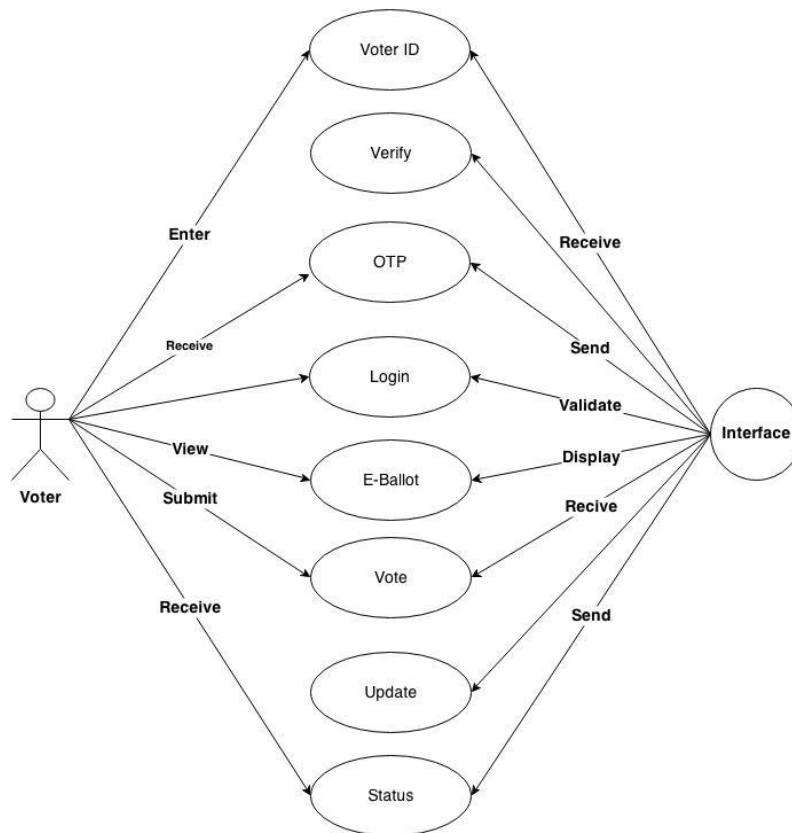 Voter ID
Verify
Enter
Receive
OTP
Receive
Send
Login
Validate
Interface
View
Display
E-Ballot
Voter
Submit
Recive
Vote
Receive
Send
Update
Status